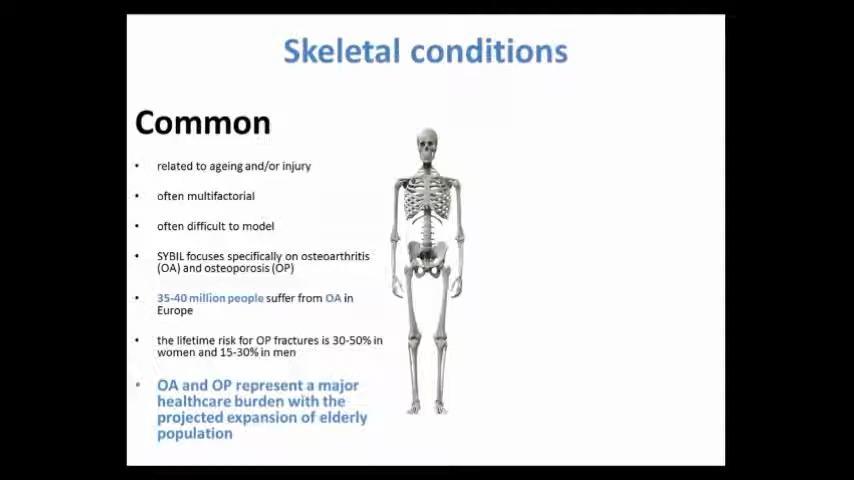 Skeletal conditions
Common
• related to ageing and/or injury
• often multifactorial
• often difficult to model
• SYBIL focuses specifically on osteoarthritis
(OA) and osteoporosis (OP)
• 35-40 million people suffer from OA in
Europe
• the lifetime risk for OP fractures is 30-50% in
women and 15-30% in men
• OA and OP represent a major
healthcare burden with the
projected expansion of elderly
population